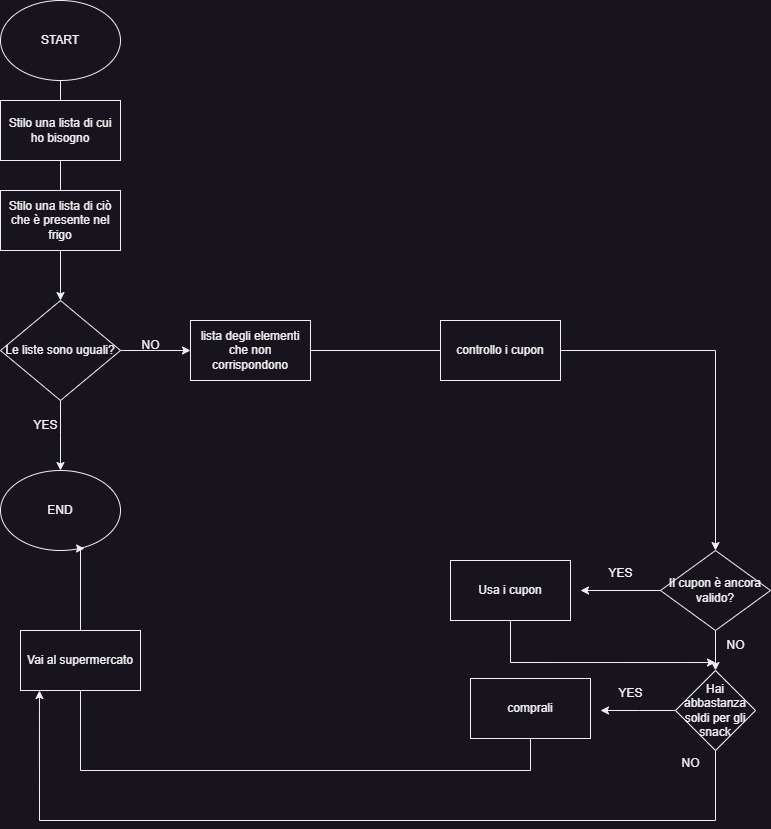 START
Stilo una lista di cui
ho bisogno
Stilo una lista di ciò
che è presente nel
frigo
Le liste sono uguali?
NO
lista degli elementi
che non
corrispondono
controllo i cupon
YES
END
Il cupon è ancora
valido?
YES
Usa i cupon
NO
Vai al supermercato
Hai
abbastanza
soldi per gli
snack
YES
comprali
NO